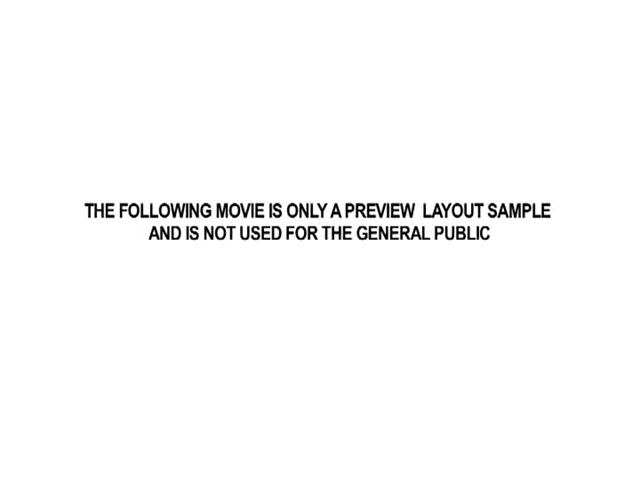 THE FOLLOWING MOVIE IS ONLY A PREVIEW LAYOUT SAMPLE
AND IS NOT USED FOR THE GENERAL PUBLIC